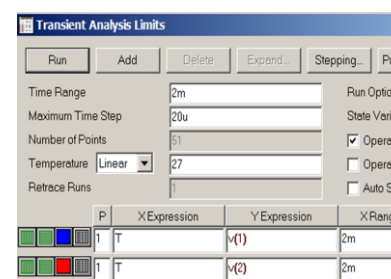 Transient Analysis Limits
Run Add Delete Expand... Stepping...
Time Range 2m Run Optio
Maximum Time Step 20u State Vari
Number of Points 51 Opera
Temperature Linear 27 Opera
Retrace Runs 1 Auto S
P X Expression Y Expression X Rang
1 T v(1) 2m
1 T v(2) 2m